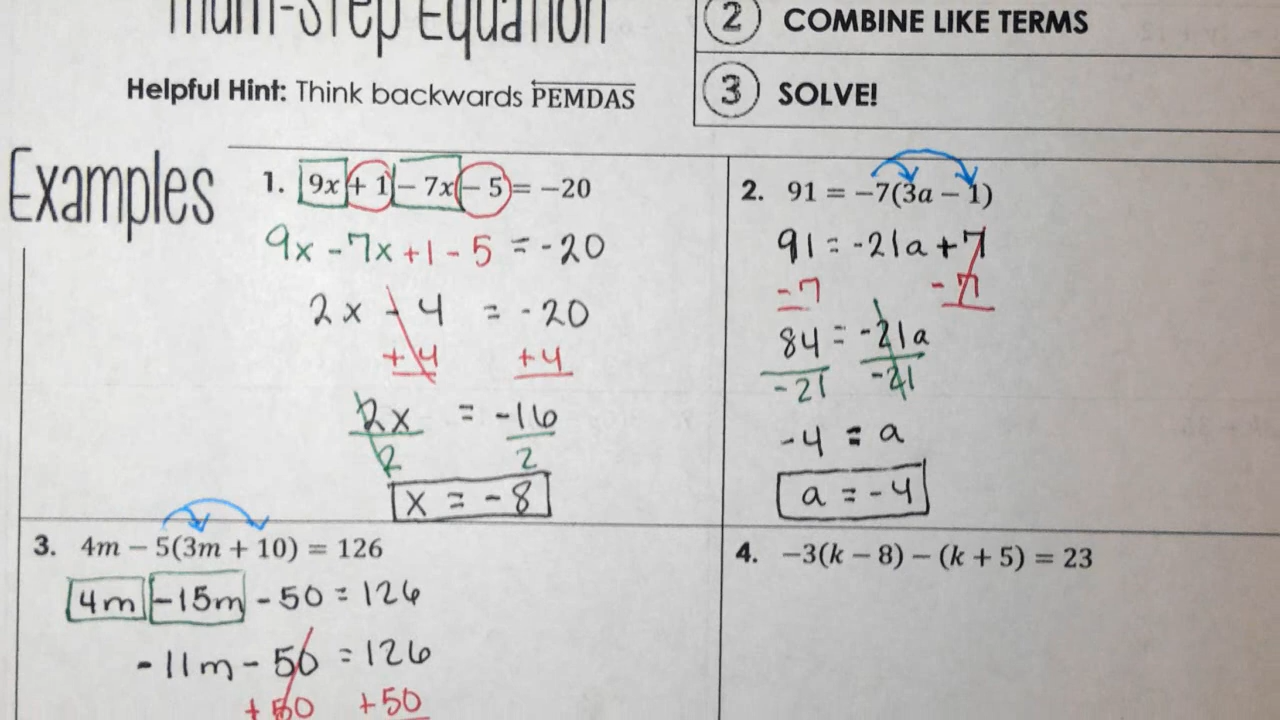 Multi-Step Equation
Helpful Hint: Think backwards PEMDAS
2 COMBINE LIKE TERMS
3 SOLVE!
Examples
1. 9x + 1 − 7x − 5 = −20
9x - 7x + 1 - 5 = -20
2x - 4 = -20
+4 +4
2x = -16
2 2
x = -8
2. 91 = −7(3a − 1)
91 = -21a + 7
-7 -7
84 = -21a
-21 -21
-4 = a
a = -4
3. 4m − 5(3m + 10) = 126
4m -15m - 50 = 126
-11m - 50 = 126
+50 +50
4. −3(k − 8) − (k + 5) = 23